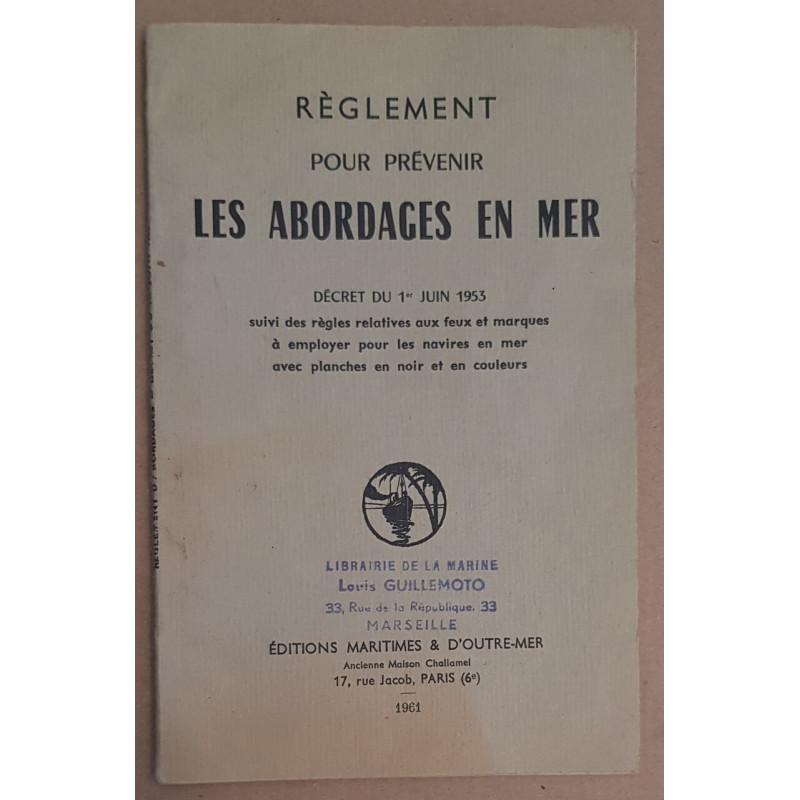 RÈGLEMENT
POUR PRÉVENIR
LES ABORDAGES EN MER
DÉCRET DU 1er JUIN 1953
suivi des règles relatives aux feux et marques
à employer pour les navires en mer
avec planches en noir et en couleurs
LIBRAIRIE DE LA MARINE
Louis GUILLEMOTO
33, Rue de la République, 33
MARSEILLE
ÉDITIONS MARITIMES & D'OUTRE-MER
Ancienne Maison Challamel
17, rue Jacob, PARIS (6e)
1961